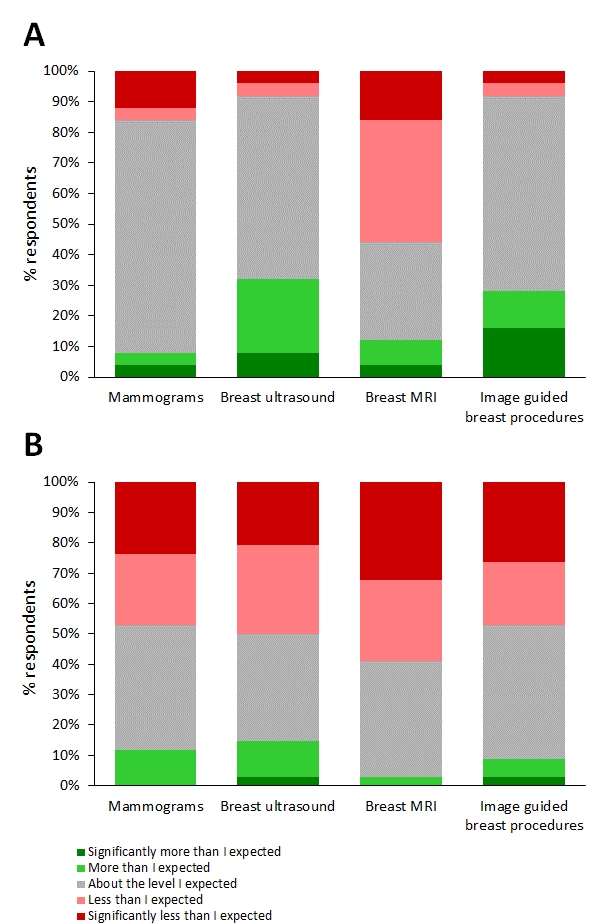 A
100%
90%
80%
70%
60%
50%
40%
30%
20%
10%
0%
% respondents
Mammograms
Breast ultrasound
Breast MRI
Image guided
breast procedures
B
100%
90%
80%
70%
60%
50%
40%
30%
20%
10%
0%
% respondents
Mammograms
Breast ultrasound
Breast MRI
Image guided
breast procedures
Significantly more than I expected
More than I expected
About the level I expected
Less than I expected
Significantly less than I expected